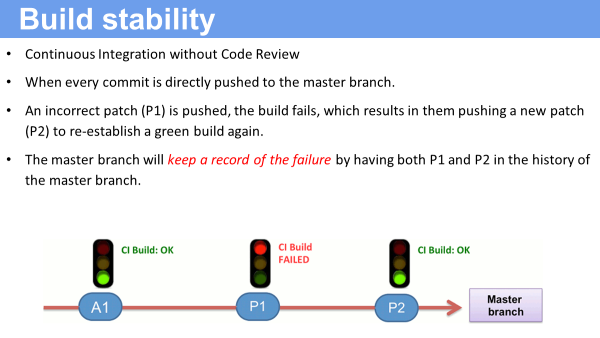 Build stability
• Continuous Integration without Code Review
• When every commit is directly pushed to the master branch.
• An incorrect patch (P1) is pushed, the build fails, which results in them pushing a new patch
(P2) to re-establish a green build again.
• The master branch will keep a record of the failure by having both P1 and P2 in the history of
the master branch.
CI Build: OK
CI Build
FAILED
CI Build: OK
A1
P1
P2
Master
branch